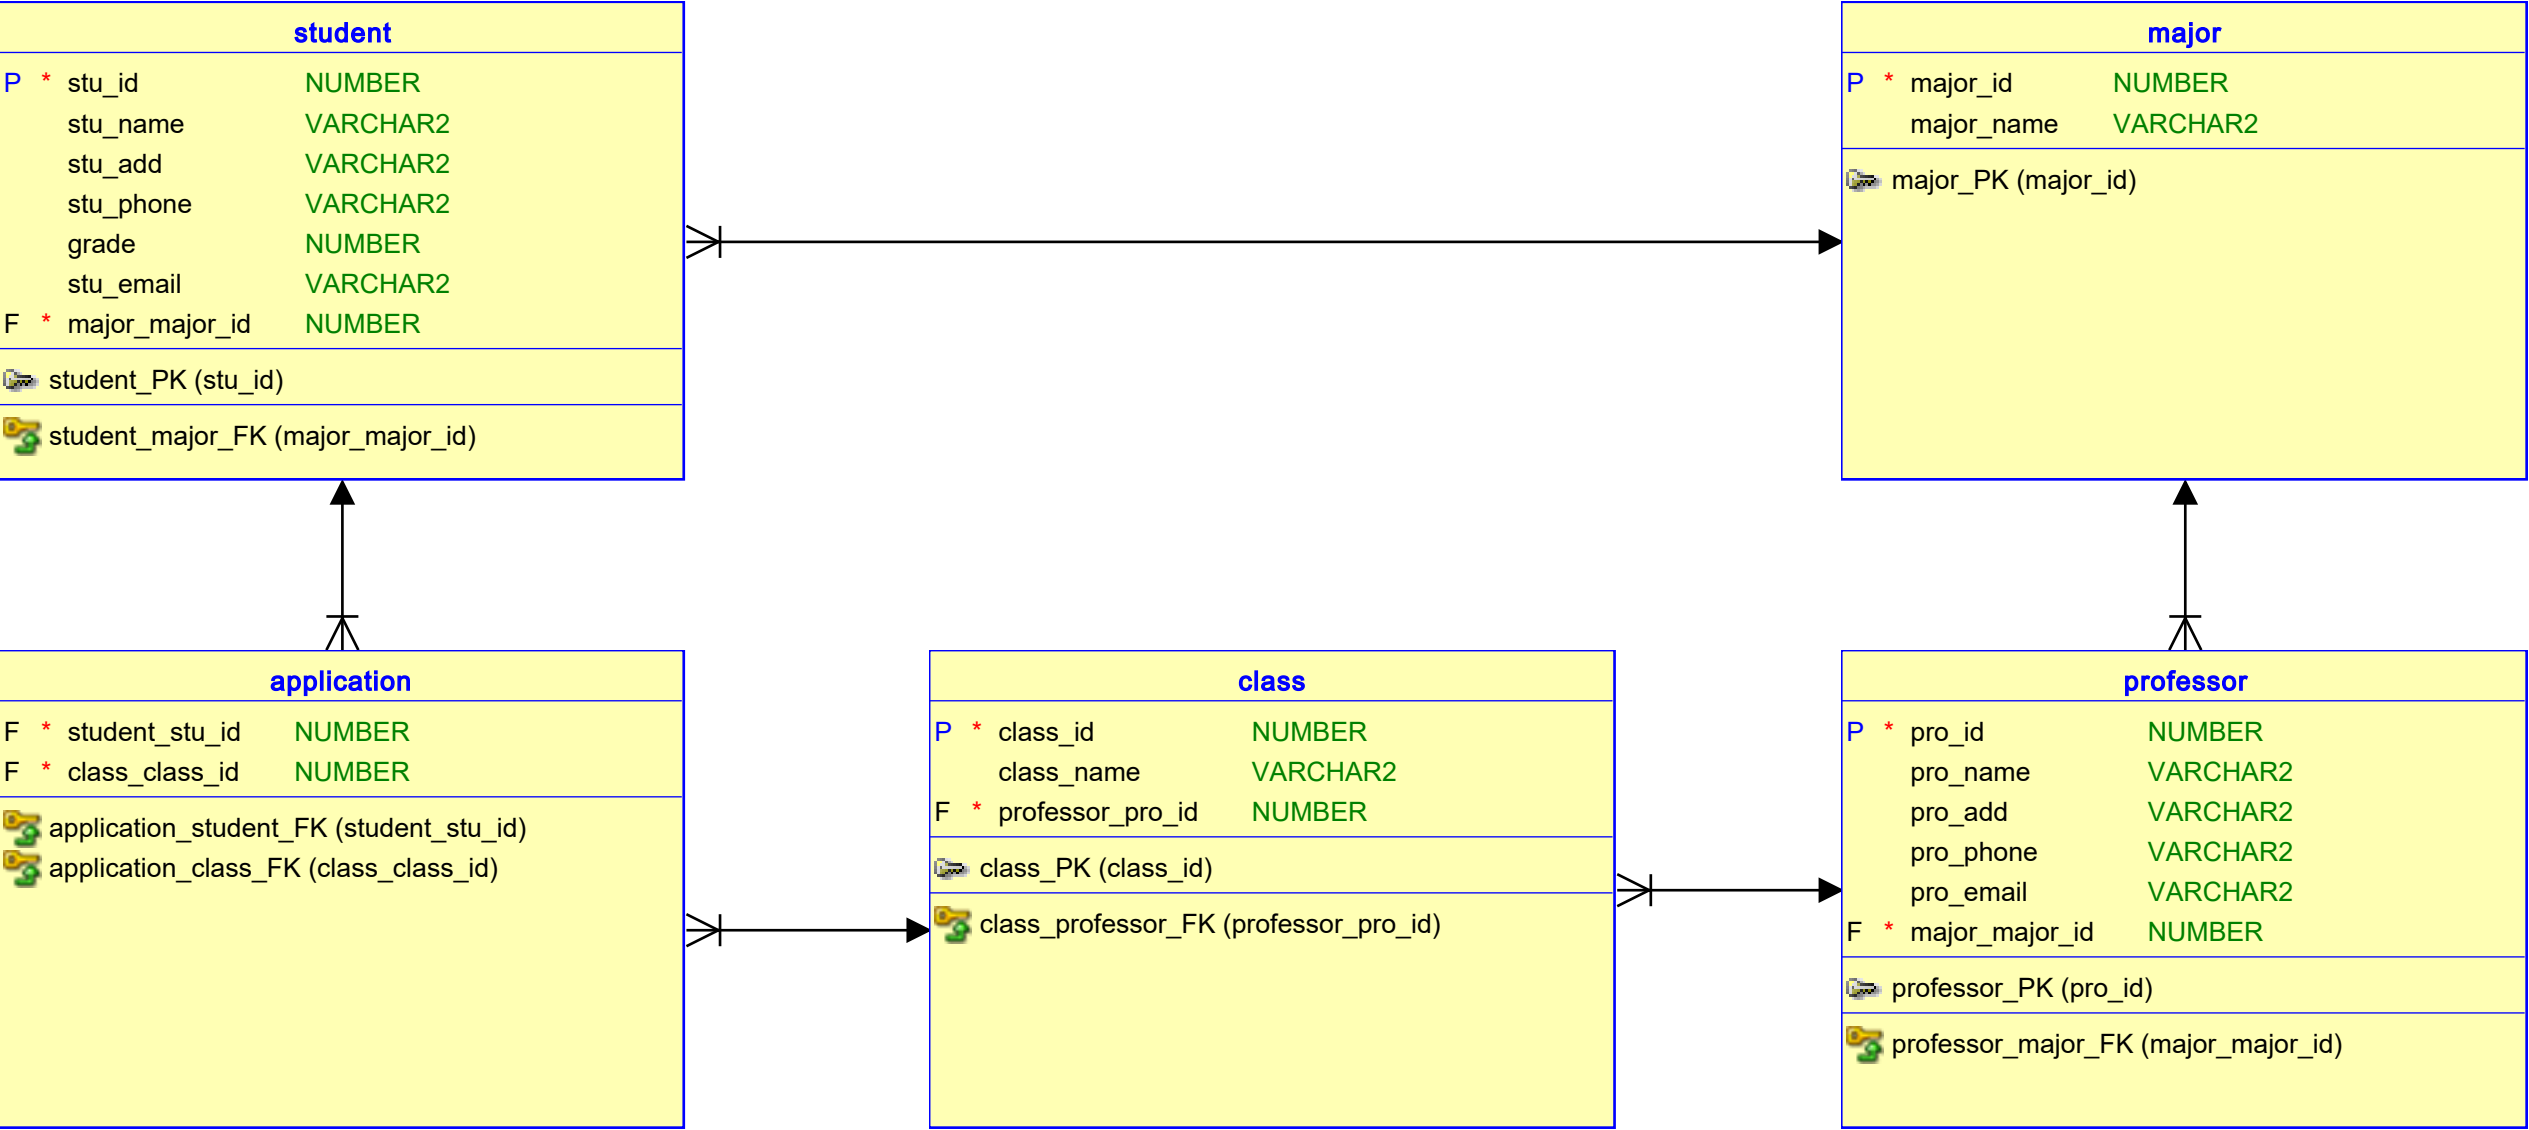 student
P * stu_id NUMBER
stu_name VARCHAR2
stu_add VARCHAR2
stu_phone VARCHAR2
grade NUMBER
stu_email VARCHAR2
F * major_major_id NUMBER
student_PK (stu_id)
student_major_FK (major_major_id)
major
P * major_id NUMBER
major_name VARCHAR2
major_PK (major_id)
application
F * student_stu_id NUMBER
F * class_class_id NUMBER
application_student_FK (student_stu_id)
application_class_FK (class_class_id)
class
P * class_id NUMBER
class_name VARCHAR2
F * professor_pro_id NUMBER
class_PK (class_id)
class_professor_FK (professor_pro_id)
professor
P * pro_id NUMBER
pro_name VARCHAR2
pro_add VARCHAR2
pro_phone VARCHAR2
pro_email VARCHAR2
F * major_major_id NUMBER
professor_PK (pro_id)
professor_major_FK (major_major_id)